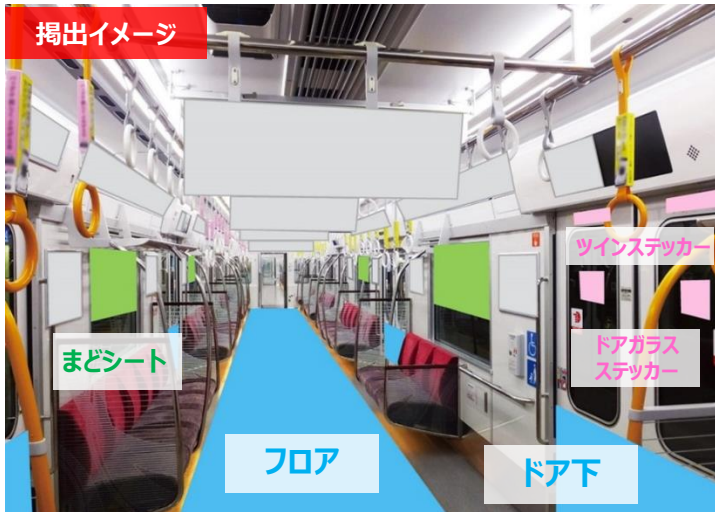 掲出イメージ
ツインステッカー
ドアガラス
ステッカー
まどシート
フロア
ドア下